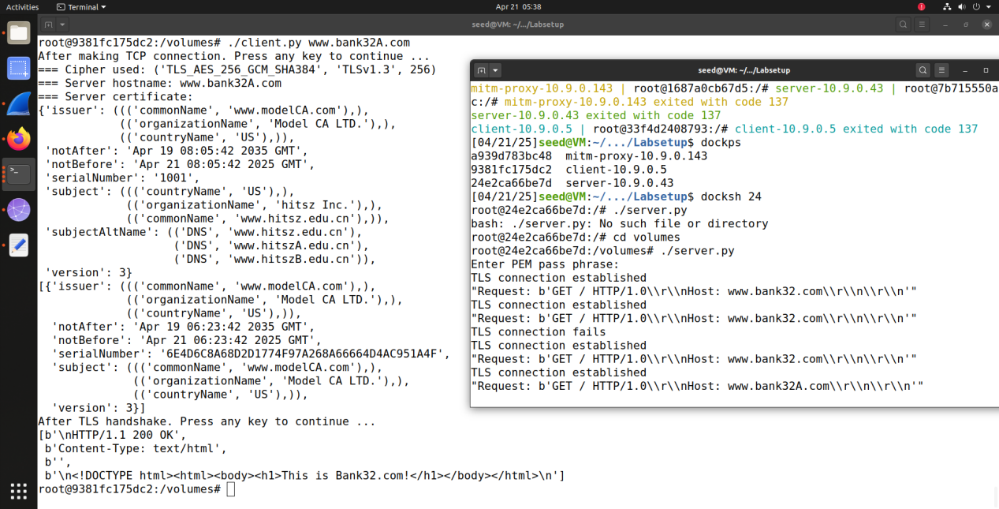 Activities
Terminal
Apr 21 05:38
seed@VM: ~/.../Labsetup
root@9381fc175dc2:/volumes# ./client.py www.bank32A.com
After making TCP connection. Press any key to continue ...
=== Cipher used: ('TLS_AES_256_GCM_SHA384', 'TLSv1.3', 256)
=== Server hostname: www.bank32A.com
=== Server certificate:
{'issuer': ((('commonName', 'www.modelCA.com'),),
            (('organizationName', 'Model CA LTD.'),),
            (('countryName', 'US'),)),
 'notAfter': 'Apr 19 08:05:42 2035 GMT',
 'notBefore': 'Apr 21 08:05:42 2025 GMT',
 'serialNumber': '1001',
 'subject': ((('countryName', 'US'),),
             (('organizationName', 'hitsz Inc.'),),
             (('commonName', 'www.hitsz.edu.cn'),)),
 'subjectAltName': (('DNS', 'www.hitsz.edu.cn'),
                    ('DNS', 'www.hitszA.edu.cn'),
                    ('DNS', 'www.hitszB.edu.cn')),
 'version': 3}
[{'issuer': ((('commonName', 'www.modelCA.com'),),
             (('organizationName', 'Model CA LTD.'),),
             (('countryName', 'US'),)),
  'notAfter': 'Apr 19 06:23:42 2035 GMT',
  'notBefore': 'Apr 21 06:23:42 2025 GMT',
  'serialNumber': '6E4D6C8A68D2D1774F97A268A66664D4AC951A4F',
  'subject': ((('commonName', 'www.modelCA.com'),),
              (('organizationName', 'Model CA LTD.'),),
              (('countryName', 'US'),)),
  'version': 3}]
After TLS handshake. Press any key to continue ...
[b'\nHTTP/1.1 200 OK',
 b'Content-Type: text/html',
 b'',
 b'\n<!DOCTYPE html><html><body><h1>This is Bank32.com!</h1></body></html>\n']
root@9381fc175dc2:/volumes#
seed@VM: ~/.../Labsetup
mitm-proxy-10.9.0.143 | root@1687a0cb67d5:/# server-10.9.0.43 | root@7b715550a
c:/# mitm-proxy-10.9.0.143 exited with code 137
server-10.9.0.43 exited with code 137
client-10.9.0.5 | root@33f4d2408793:/# client-10.9.0.5 exited with code 137
[04/21/25]seed@VM:~/.../Labsetup$ dockps
a939d783bc48  mitm-proxy-10.9.0.143
9381fc175dc2  client-10.9.0.5
24e2ca66be7d  server-10.9.0.43
[04/21/25]seed@VM:~/.../Labsetup$ docksh 24
root@24e2ca66be7d:/# ./server.py
bash: ./server.py: No such file or directory
root@24e2ca66be7d:/# cd volumes
root@24e2ca66be7d:/volumes# ./server.py
Enter PEM pass phrase:
TLS connection established
"Request: b'GET / HTTP/1.0\\r\\nHost: www.bank32.com\\r\\n\\r\\n'"
TLS connection established
"Request: b'GET / HTTP/1.0\\r\\nHost: www.bank32.com\\r\\n\\r\\n'"
TLS connection fails
TLS connection established
"Request: b'GET / HTTP/1.0\\r\\nHost: www.bank32.com\\r\\n\\r\\n'"
TLS connection established
"Request: b'GET / HTTP/1.0\\r\\nHost: www.bank32A.com\\r\\n\\r\\n'"